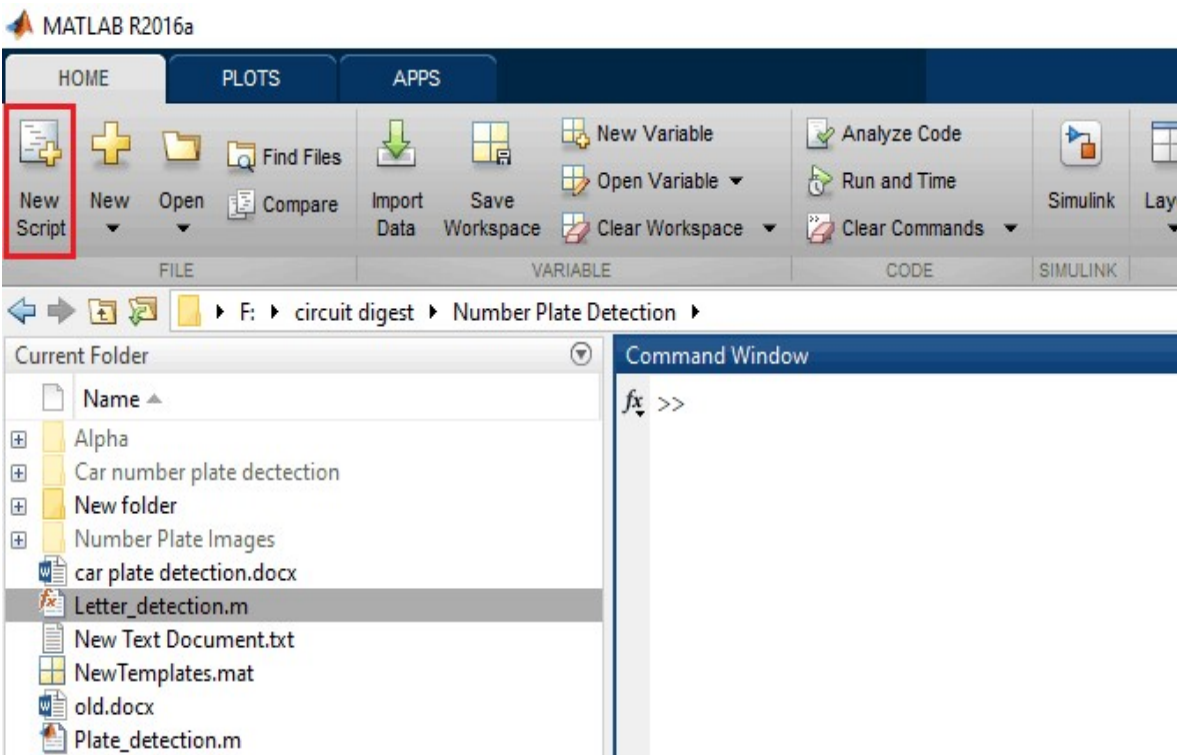 MATLAB R2016a
HOME PLOTS APPS
New Script
New
Open
Find Files
Compare
Import Data
Save Workspace
New Variable
Open Variable
Clear Workspace
Analyze Code
Run and Time
Clear Commands
Simulink
Lay
FILE VARIABLE CODE SIMULINK
F: circuit digest Number Plate Detection
Current Folder
Name
Alpha
Car number plate dectection
New folder
Number Plate Images
car plate detection.docx
Letter_detection.m
New Text Document.txt
NewTemplates.mat
old.docx
Plate_detection.m
Command Window
fx >>